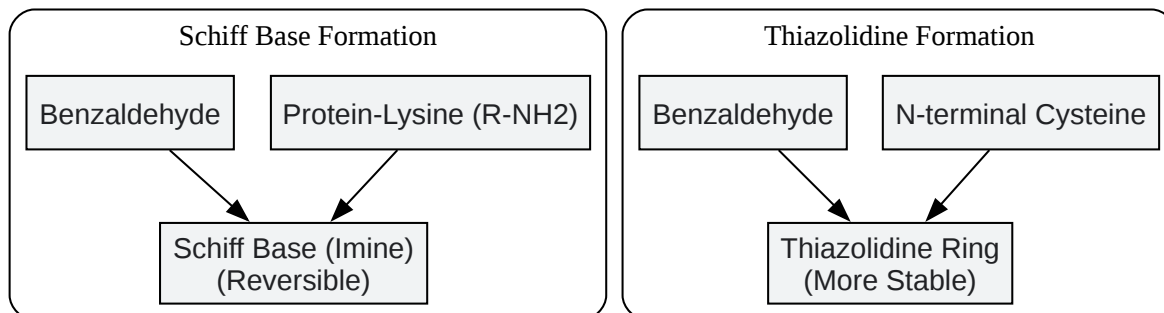 Schiff Base Formation
Benzaldehyde
Protein-Lysine (R-NH2)
Schiff Base (Imine)
(Reversible)
Thiazolidine Formation
Benzaldehyde
N-terminal Cysteine
Thiazolidine Ring
(More Stable)